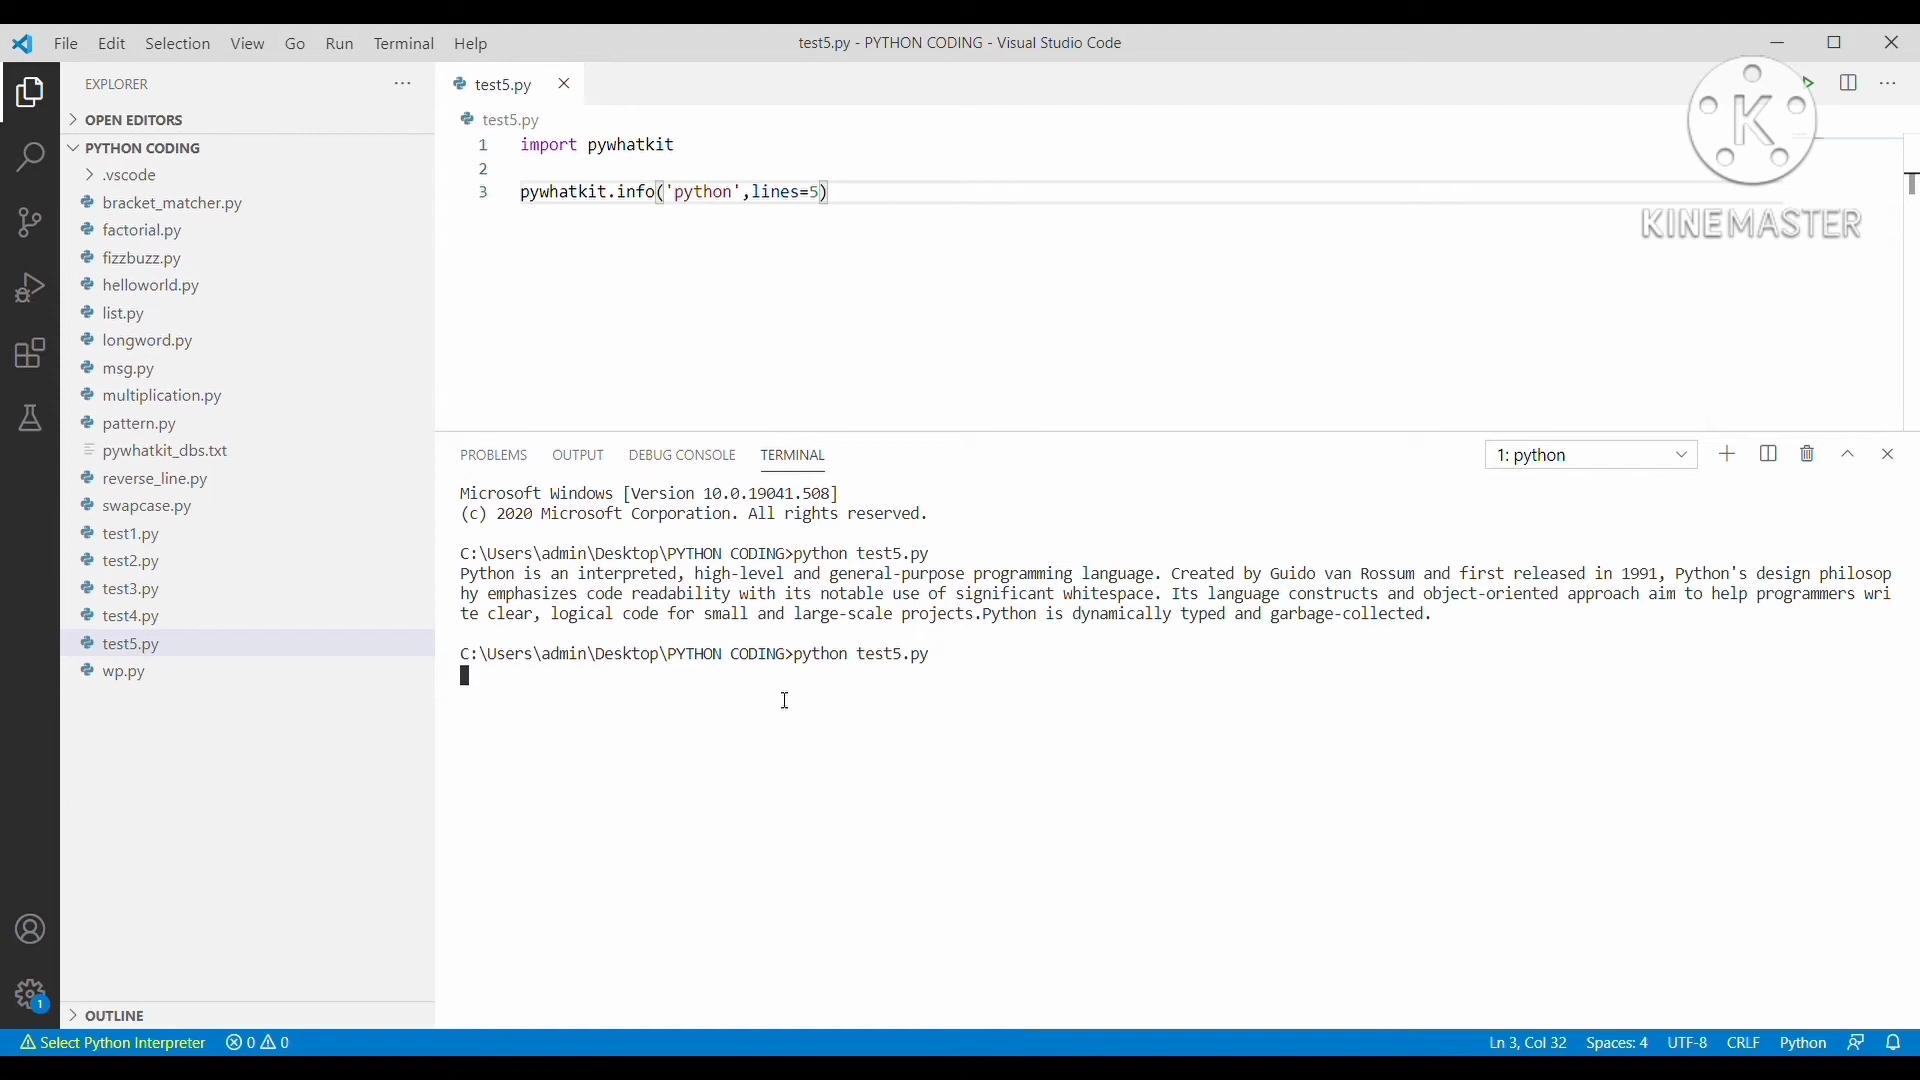 File Edit Selection View Go Run Terminal Help
test5.py - PYTHON CODING - Visual Studio Code
EXPLORER
OPEN EDITORS
PYTHON CODING
.vscode
bracket_matcher.py
factorial.py
fizzbuzz.py
helloworld.py
list.py
longword.py
msg.py
multiplication.py
pattern.py
pywhatkit_dbs.txt
reverse_line.py
swapcase.py
test1.py
test2.py
test3.py
test4.py
test5.py
wp.py
OUTLINE
test5.py
test5.py
1 import pywhatkit
2
3 pywhatkit.info('python',lines=5)
K
KINEMASTER
PROBLEMS OUTPUT DEBUG CONSOLE TERMINAL
1: python
Microsoft Windows [Version 10.0.19041.508]
(c) 2020 Microsoft Corporation. All rights reserved.
C:\Users\admin\Desktop\PYTHON CODING>python test5.py
Python is an interpreted, high-level and general-purpose programming language. Created by Guido van Rossum and first released in 1991, Python's design philosop
hy emphasizes code readability with its notable use of significant whitespace. Its language constructs and object-oriented approach aim to help programmers wri
te clear, logical code for small and large-scale projects.Python is dynamically typed and garbage-collected.
C:\Users\admin\Desktop\PYTHON CODING>python test5.py
1
Select Python Interpreter 0 0
Ln 3, Col 32 Spaces: 4 UTF-8 CRLF Python